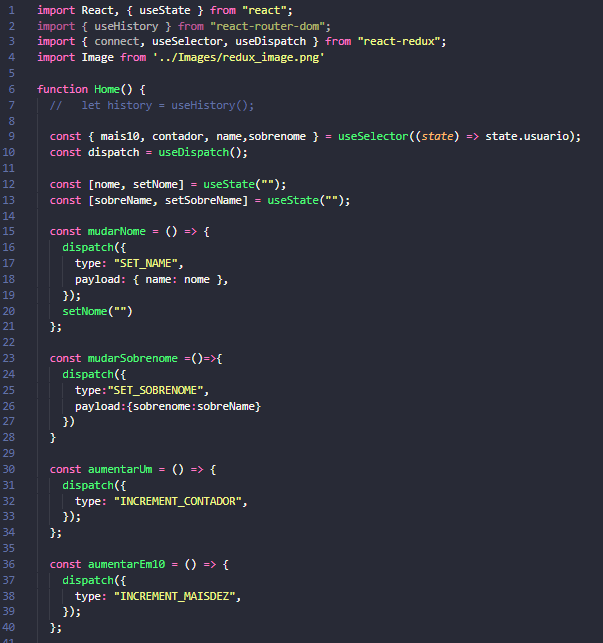 1 import React, { useState } from "react";
2 import { useHistory } from "react-router-dom";
3 import { connect, useSelector, useDispatch } from "react-redux";
4 import Image from '../Images/redux_image.png'
5
6 function Home() {
7 //   let history = useHistory();
8
9 const { mais10, contador, name,sobrenome } = useSelector((state) => state.usuario);
10 const dispatch = useDispatch();
11
12 const [nome, setNome] = useState("");
13 const [sobreName, setSobreName] = useState("");
14
15 const mudarNome = () => {
16 dispatch({
17 type: "SET_NAME",
18 payload: { name: nome },
19 });
20 setNome("")
21 };
22
23 const mudarSobrenome =()=>{
24 dispatch({
25 type:"SET_SOBRENOME",
26 payload:{sobrenome:sobreName}
27 })
28 }
29
30 const aumentarUm = () => {
31 dispatch({
32 type: "INCREMENT_CONTADOR",
33 });
34 };
35
36 const aumentarEm10 = () => {
37 dispatch({
38 type: "INCREMENT_MAISDEZ",
39 });
40 };